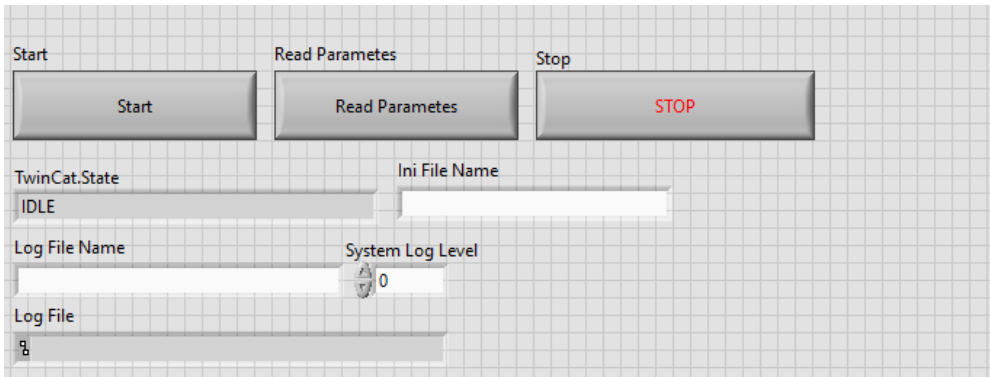 Start
Read Parametes
Stop
Start
Read Parametes
STOP
TwinCat.State
Ini File Name
IDLE
Log File Name
System Log Level
0
Log File